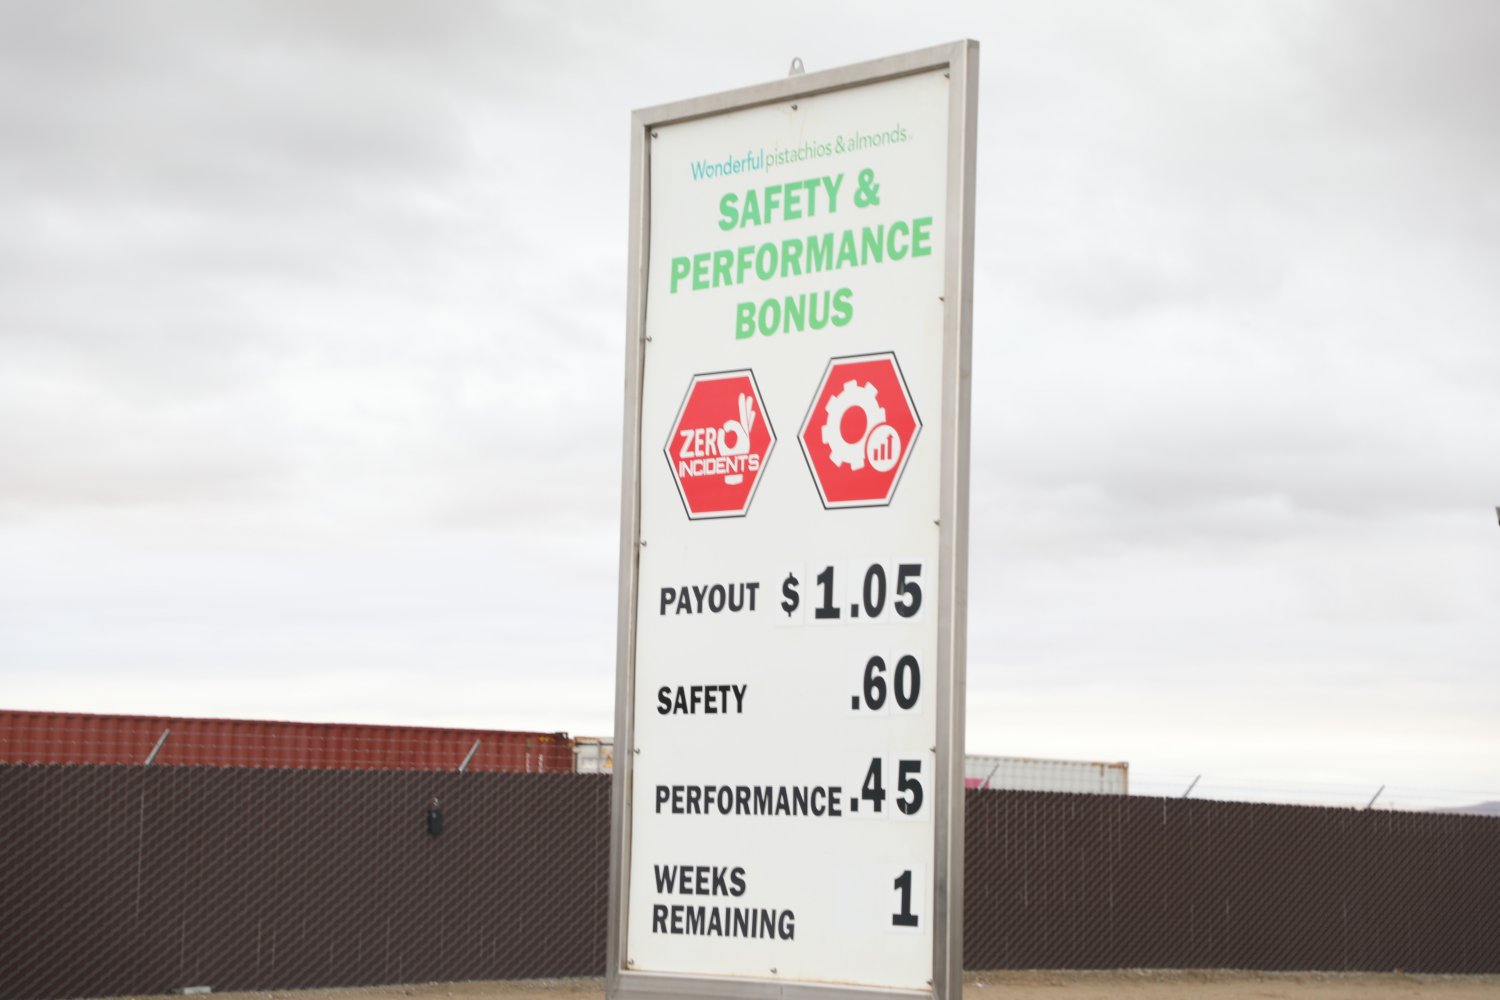 Wonderful pistachios & almonds
SAFETY &
PERFORMANCE
BONUS
ZERO
INCIDENTS
PAYOUT $ 1.05
SAFETY .60
PERFORMANCE .45
WEEKS
REMAINING 1